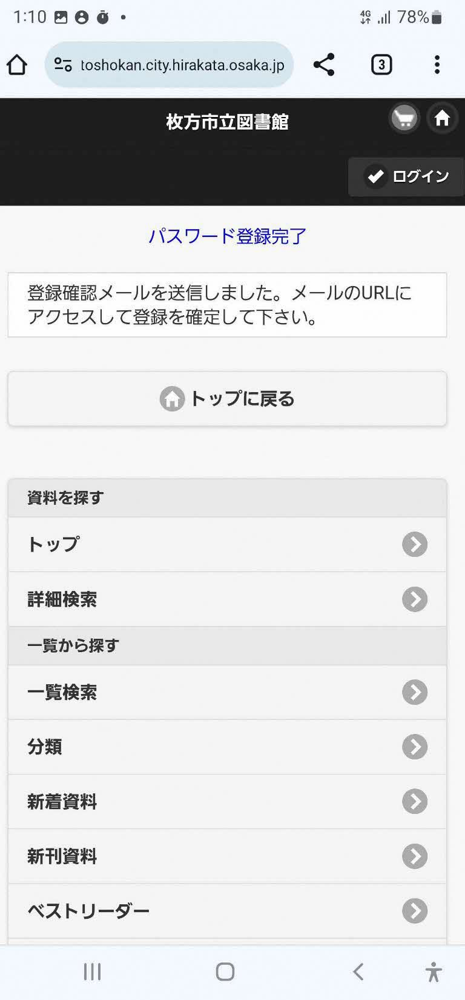 1:10
4G
78%
toshokan.city.hirakata.osaka.jp
3
枚方市立図書館
ログイン
パスワード登録完了
登録確認メールを送信しました。メールのURLに
アクセスして登録を確定して下さい。
トップに戻る
資料を探す
トップ
詳細検索
一覧から探す
一覧検索
分類
新着資料
新刊資料
ベストリーダー